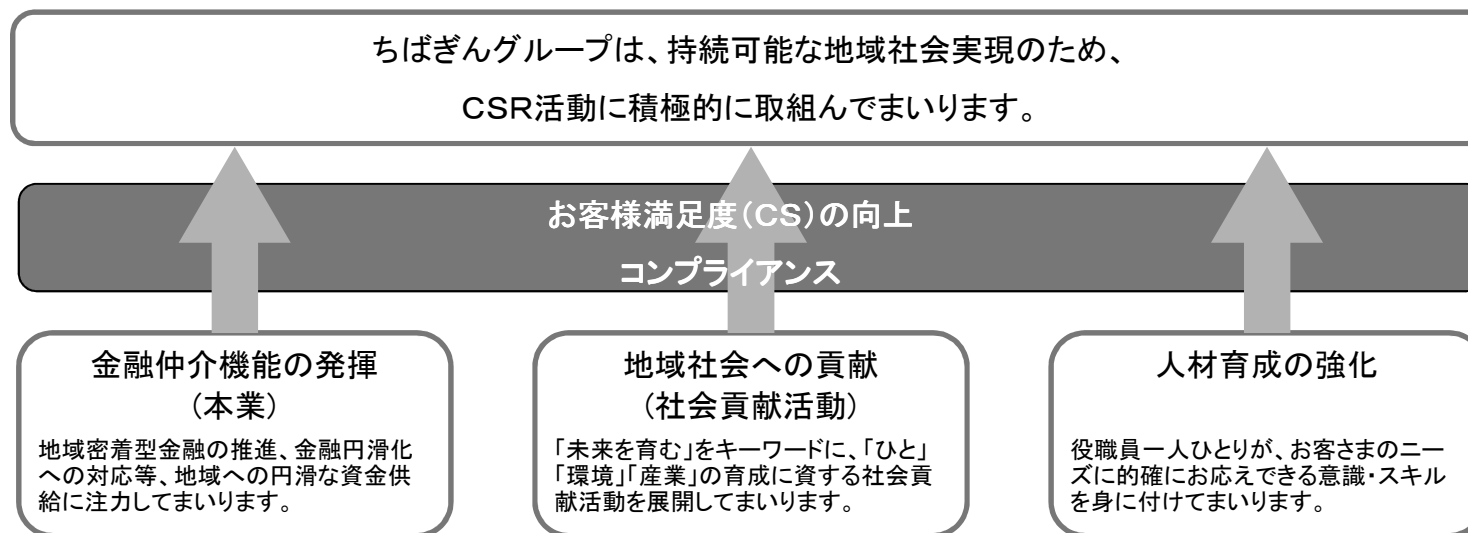 ちばぎんグループは、持続可能な地域社会実現のため、
CSR活動に積極的に取組んでまいります。
お客様満足度(CS)の向上
コンプライアンス
金融仲介機能の発揮
(本業)
地域密着型金融の推進、金融円滑化
への対応等、地域への円滑な資金供
給に注力してまいります。
地域社会への貢献
(社会貢献活動)
「未来を育む」をキーワードに、「ひと」
「環境」「産業」の育成に資する社会貢
献活動を展開してまいります。
人材育成の強化
役職員一人ひとりが、お客さまのニー
ズに的確にお応えできる意識・スキル
を身に付けてまいります。